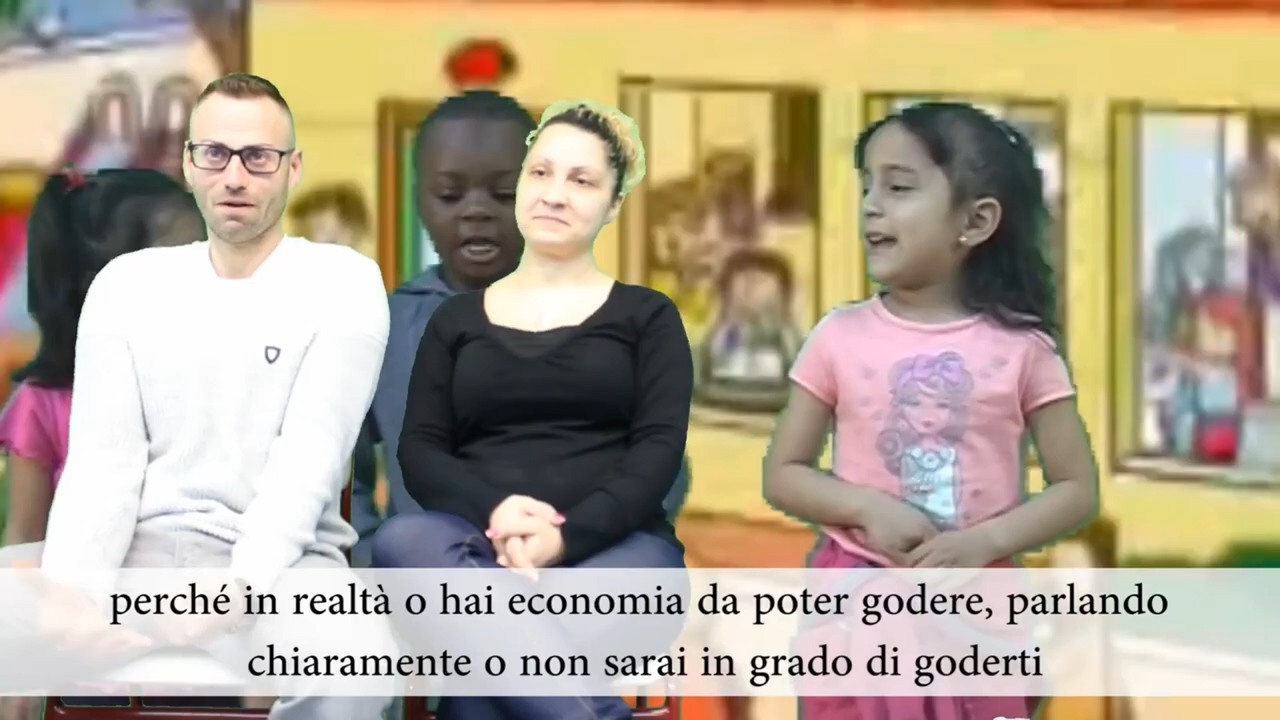 perché in realtà o hai economia da poter godere, parlando
chiaramente o non sarai in grado di goderti